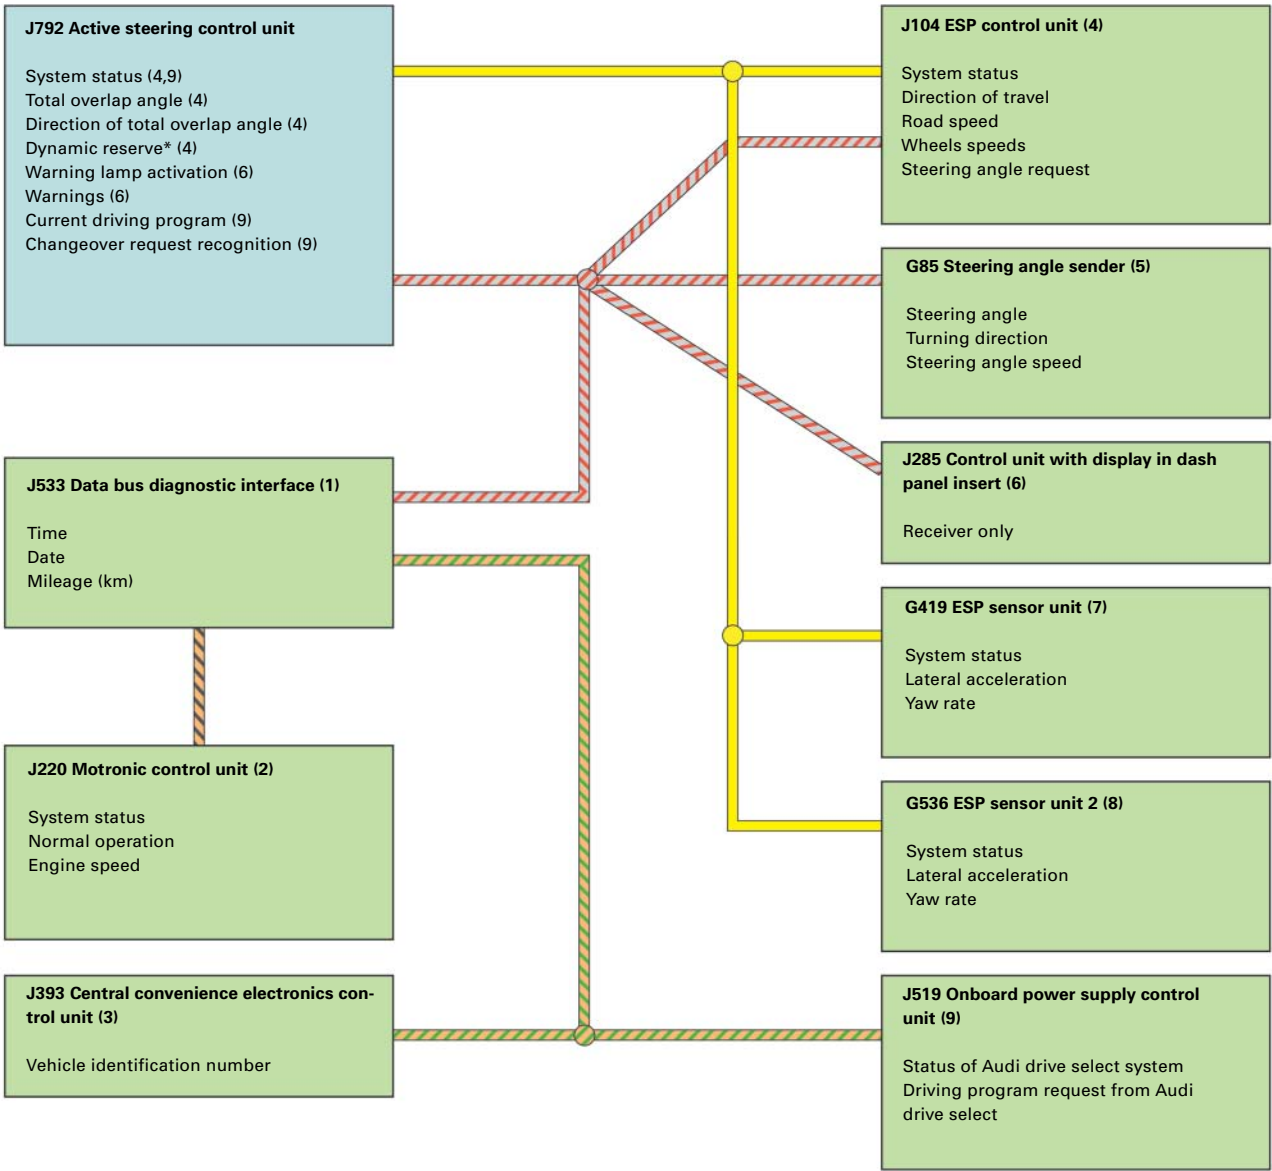 J792 Active steering control unit
System status (4,9)
Total overlap angle (4)
Direction of total overlap angle (4)
Dynamic reserve* (4)
Warning lamp activation (6)
Warnings (6)
Current driving program (9)
Changeover request recognition (9)
J533 Data bus diagnostic interface (1)
Time
Date
Mileage (km)
J220 Motronic control unit (2)
System status
Normal operation
Engine speed
J393 Central convenience electronics con-
trol unit (3)
Vehicle identification number
J104 ESP control unit (4)
System status
Direction of travel
Road speed
Wheels speeds
Steering angle request
G85 Steering angle sender (5)
Steering angle
Turning direction
Steering angle speed
J285 Control unit with display in dash
panel insert (6)
Receiver only
G419 ESP sensor unit (7)
System status
Lateral acceleration
Yaw rate
G536 ESP sensor unit 2 (8)
System status
Lateral acceleration
Yaw rate
J519 Onboard power supply control
unit (9)
Status of Audi drive select system
Driving program request from Audi
drive select